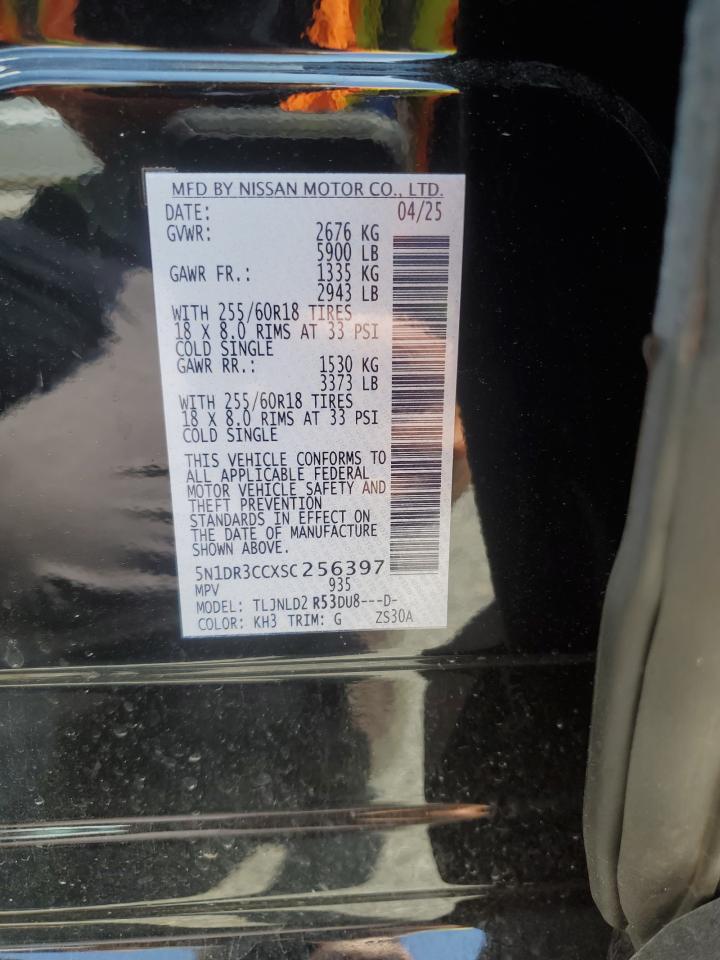 MFD BY NISSAN MOTOR CO., LTD.
DATE: 04/25
GVWR: 2676 KG
5900 LB
GAWR FR.: 1335 KG
2943 LB
WITH 255/60R18 TIRES
18 X 8.0 RIMS AT 33 PSI
COLD SINGLE
GAWR RR.: 1530 KG
3373 LB
WITH 255/60R18 TIRES
18 X 8.0 RIMS AT 33 PSI
COLD SINGLE
THIS VEHICLE CONFORMS TO
ALL APPLICABLE FEDERAL
MOTOR VEHICLE SAFETY AND
THEFT PREVENTION
STANDARDS IN EFFECT ON
THE DATE OF MANUFACTURE
SHOWN ABOVE.
5N1DR3CCXSC256397
MPV 935
MODEL: TLJNLD2 R53DU8---D-
COLOR: KH3 TRIM: G ZS30A